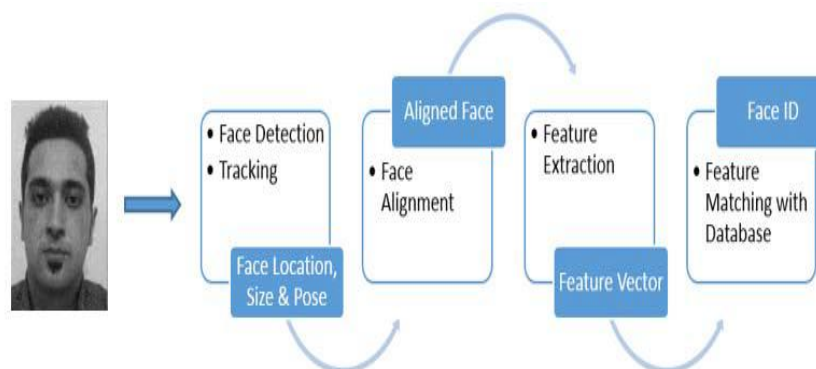 • Face Detection
• Tracking
Face Location,
Size & Pose
Aligned Face
• Face
Alignment
• Feature
Extraction
Feature Vector
Face ID
• Feature
Matching with
Database